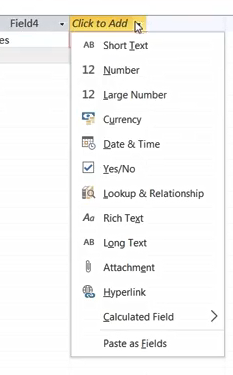 Field4 Click to Add
es
AB Short Text
12 Number
12 Large Number
Currency
Date & Time
Yes/No
Lookup & Relationship
Aa Rich Text
AB Long Text
Attachment
Hyperlink
Calculated Field
Paste as Fields